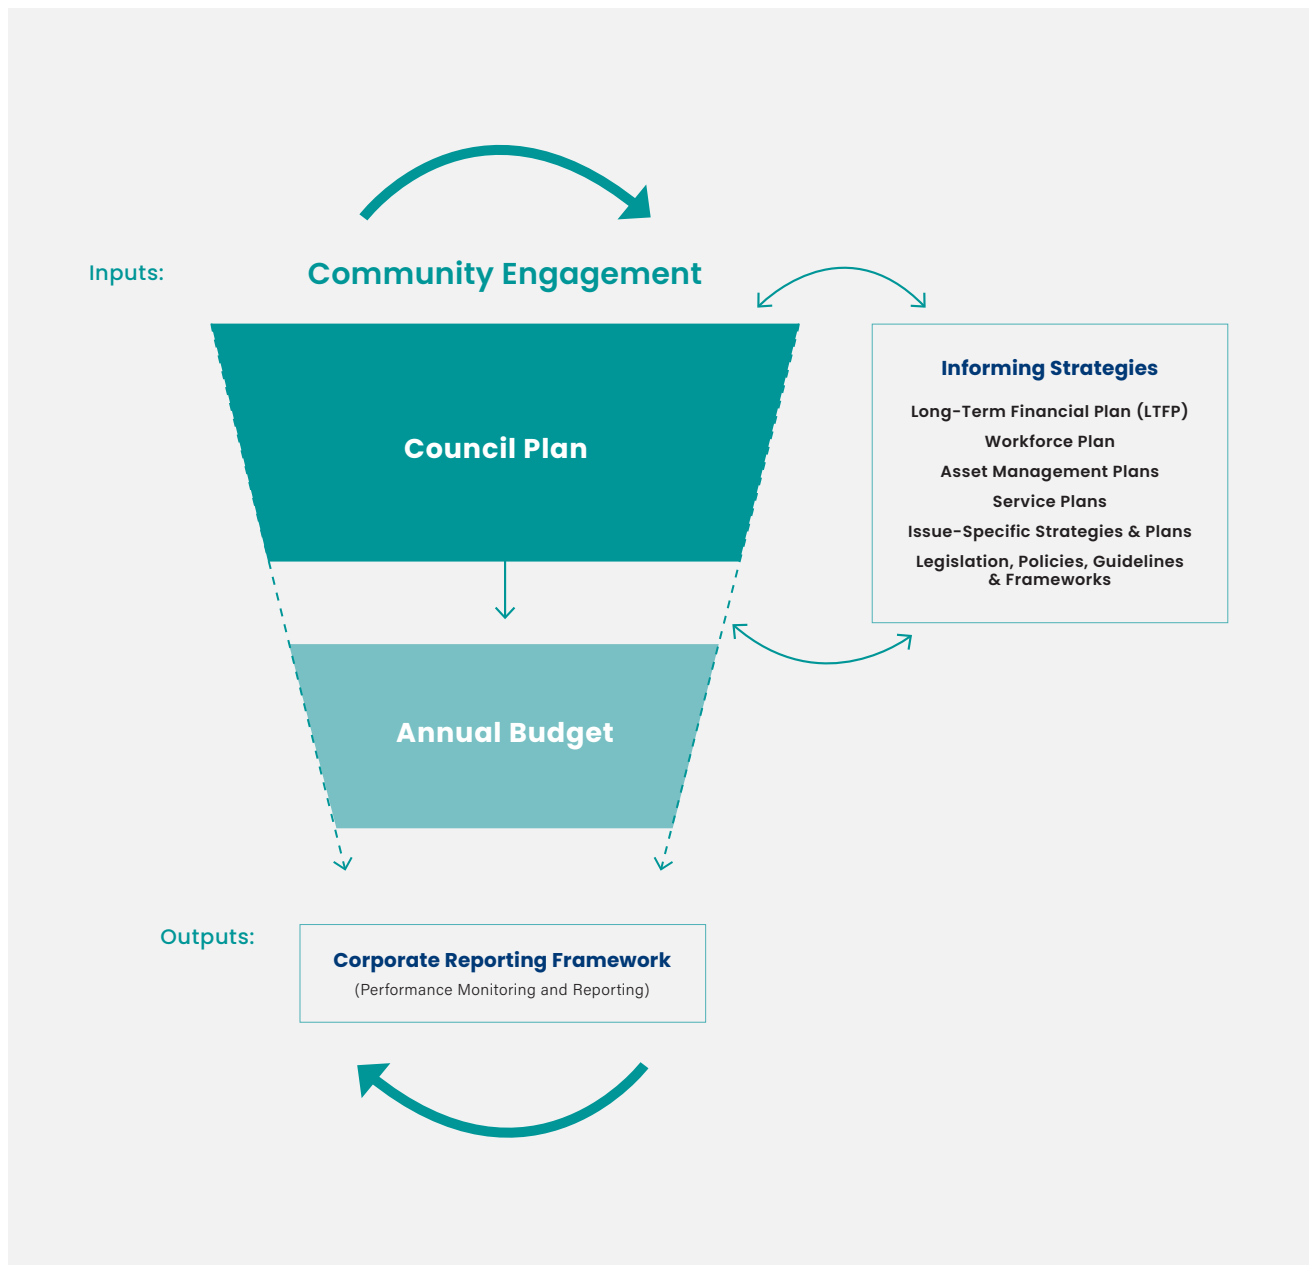 Inputs:
Community Engagement
Council Plan
Annual Budget
Informing Strategies
Long-Term Financial Plan (LTFP)
Workforce Plan
Asset Management Plans
Service Plans
Issue-Specific Strategies & Plans
Legislation, Policies, Guidelines
& Frameworks
Outputs:
Corporate Reporting Framework
(Performance Monitoring and Reporting)